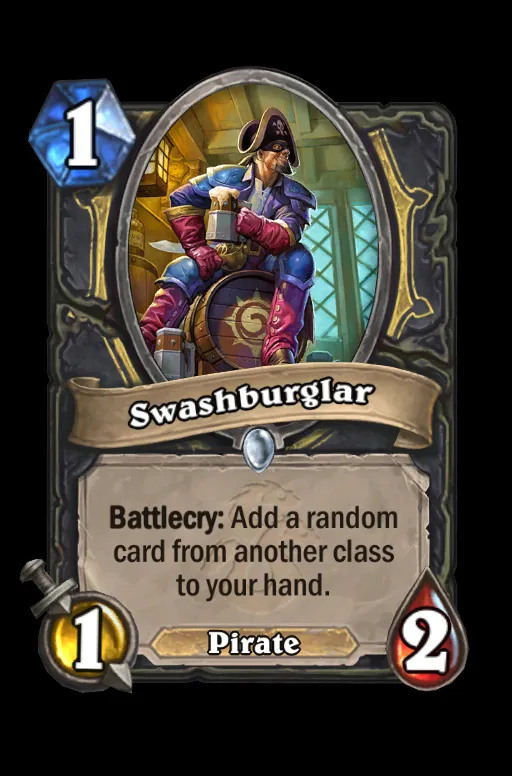 1
Swashburglar
Battlecry: Add a random
card from another class
to your hand.
1
Pirate
2